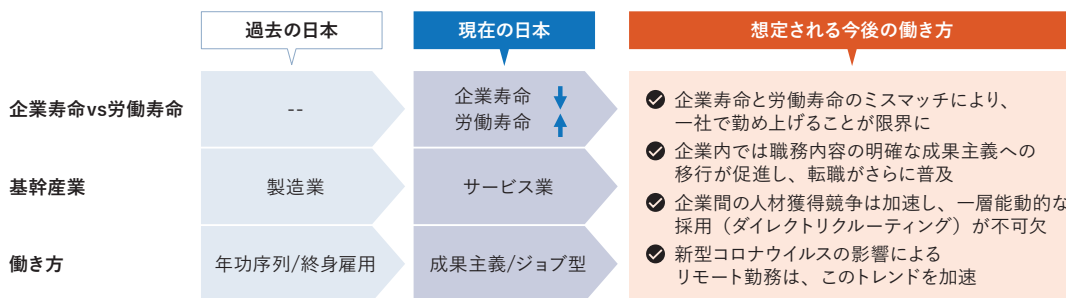 過去の日本
現在の日本
想定される今後の働き方
企業寿命vs労働寿命
--
企業寿命
労働寿命
基幹産業
製造業
サービス業
働き方
年功序列/終身雇用
成果主義/ジョブ型
企業寿命と労働寿命のミスマッチにより、
一社で勤め上げることが限界に
企業内では職務内容の明確な成果主義への
移行が促進し、転職がさらに普及
企業間の人材獲得競争は加速し、一層能動的な
採用（ダイレクトリクルーティング）が不可欠
新型コロナウイルスの影響による
リモート勤務は、このトレンドを加速